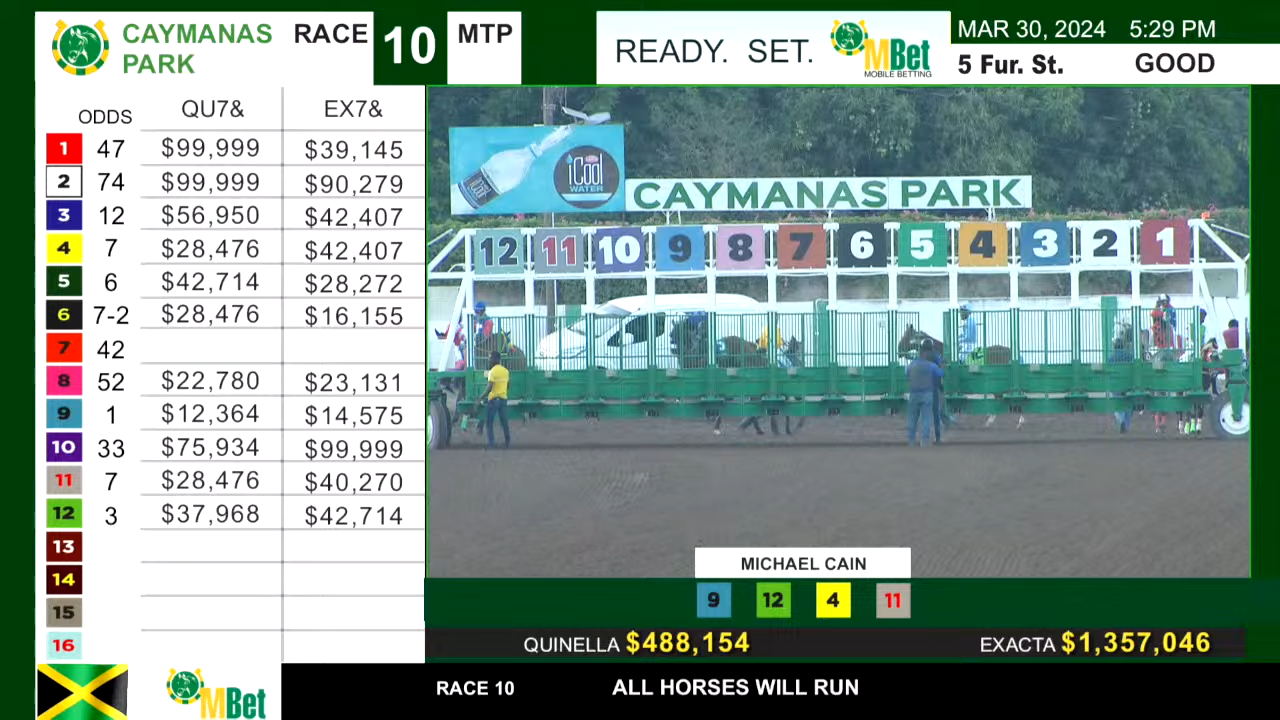 CAYMANAS PARK
RACE 10 MTP
READY. SET.
MBet
MOBILE BETTING
MAR 30, 2024 5:29 PM
5 Fur. St. GOOD
ODDS QU7& EX7&
1 47 $99,999 $39,145
2 74 $99,999 $90,279
3 12 $56,950 $42,407
4 7 $28,476 $42,407
5 6 $42,714 $28,272
6 7-2 $28,476 $16,155
7 42
8 52 $22,780 $23,131
9 1 $12,364 $14,575
10 33 $75,934 $99,999
11 7 $28,476 $40,270
12 3 $37,968 $42,714
13
14
15
16
iCool
WATER
CAYMANAS PARK
12 11 10 9 8 7 6 5 4 3 2 1
MICHAEL CAIN
9 12 4 11
QUINELLA $488,154 EXACTA $1,357,046
MBet
RACE 10 ALL HORSES WILL RUN